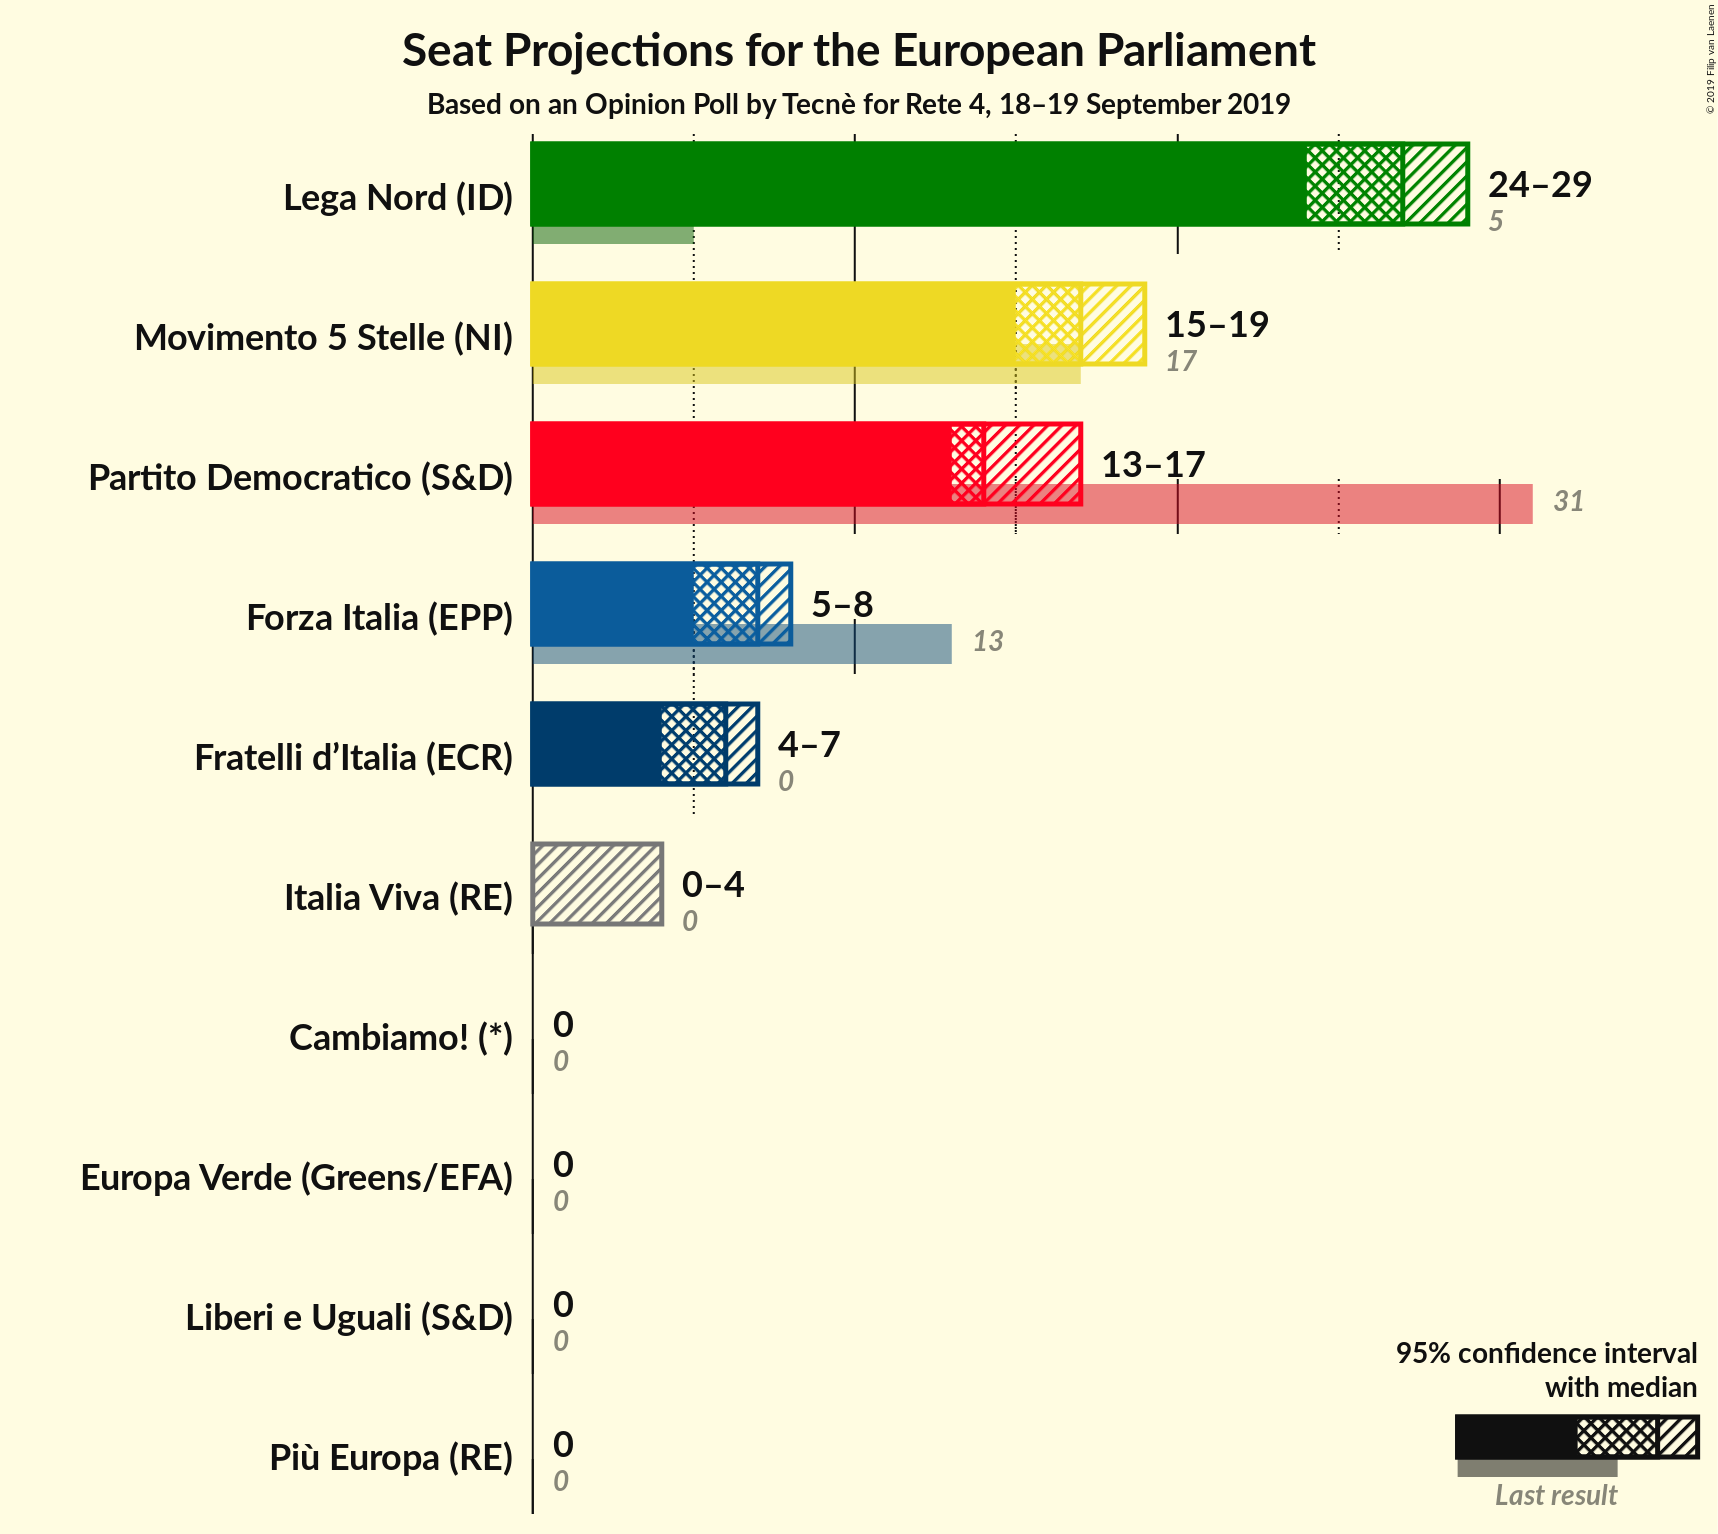 Seat Projections for the European Parliament
Based on an Opinion Poll by Tecnè for Rete 4, 18–19 September 2019
© 2019 Filip van Laenen
Lega Nord (ID)
24–29
5
Movimento 5 Stelle (NI)
15–19
17
Partito Democratico (S&D)
13–17
31
Forza Italia (EPP)
5–8
13
Fratelli d’Italia (ECR)
4–7
0
Italia Viva (RE)
0–4
0
Cambiamo! (*)
0
0
Europa Verde (Greens/EFA)
0
0
Liberi e Uguali (S&D)
0
0
Più Europa (RE)
0
0
95% confidence interval
with median
Last result